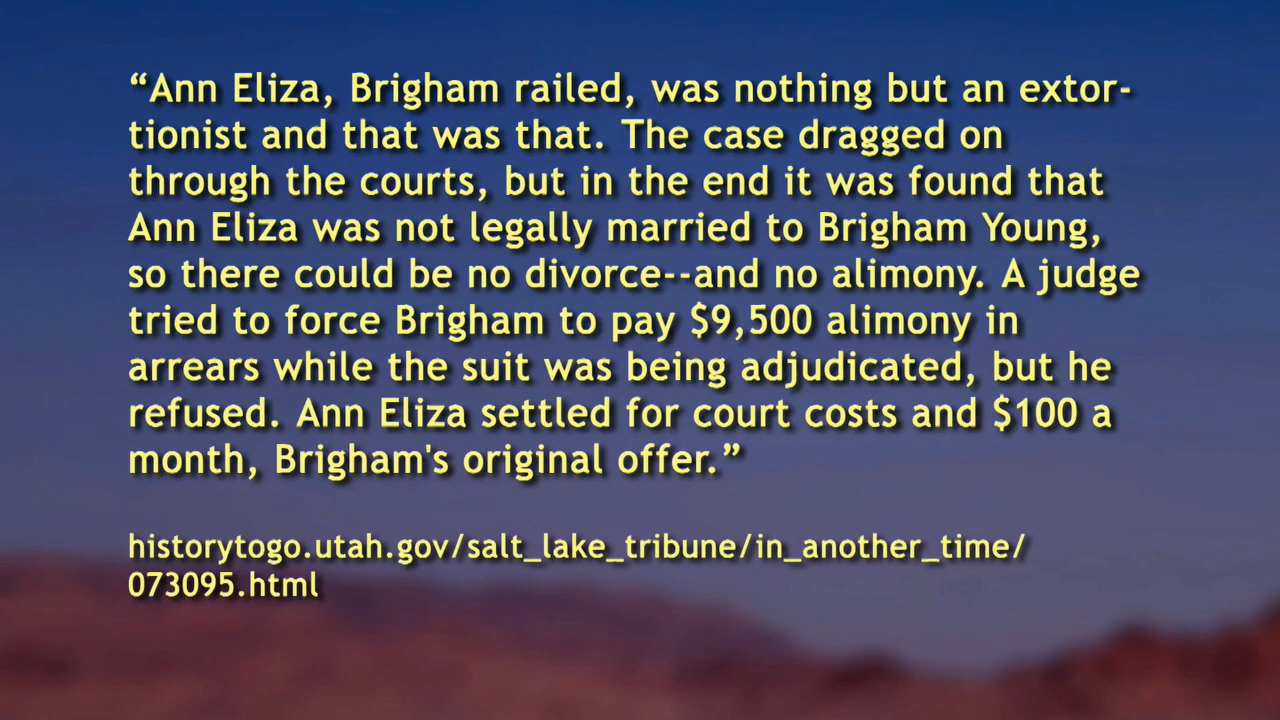 “Ann Eliza, Brigham railed, was nothing but an extor-
tionist and that was that. The case dragged on
through the courts, but in the end it was found that
Ann Eliza was not legally married to Brigham Young,
so there could be no divorce--and no alimony. A judge
tried to force Brigham to pay $9,500 alimony in
arrears while the suit was being adjudicated, but he
refused. Ann Eliza settled for court costs and $100 a
month, Brigham's original offer.”
historytogo.utah.gov/salt_lake_tribune/in_another_time/
073095.html